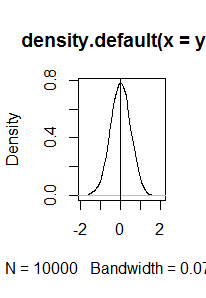 density.default(x = y
Density
0.8
0.4
0.0
-2 0 2
N = 10000 Bandwidth = 0.07